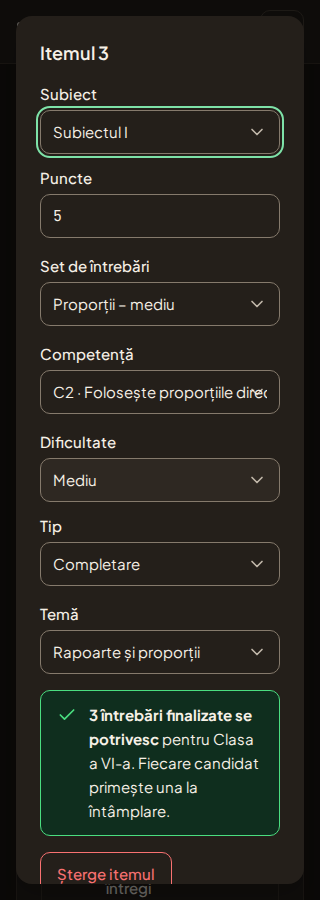 Itemul 3
Subiect
Subiectul I
Puncte
5
Set de întrebări
Proporții – mediu
Competență
C2 · Folosește proporțiile direc
Dificultate
Mediu
Tip
Completare
Temă
Rapoarte și proporții
3 întrebări finalizate se
potrivesc pentru Clasa
a VI-a. Fiecare candidat
primește una la
întâmplare.
Șterge itemul
întregi